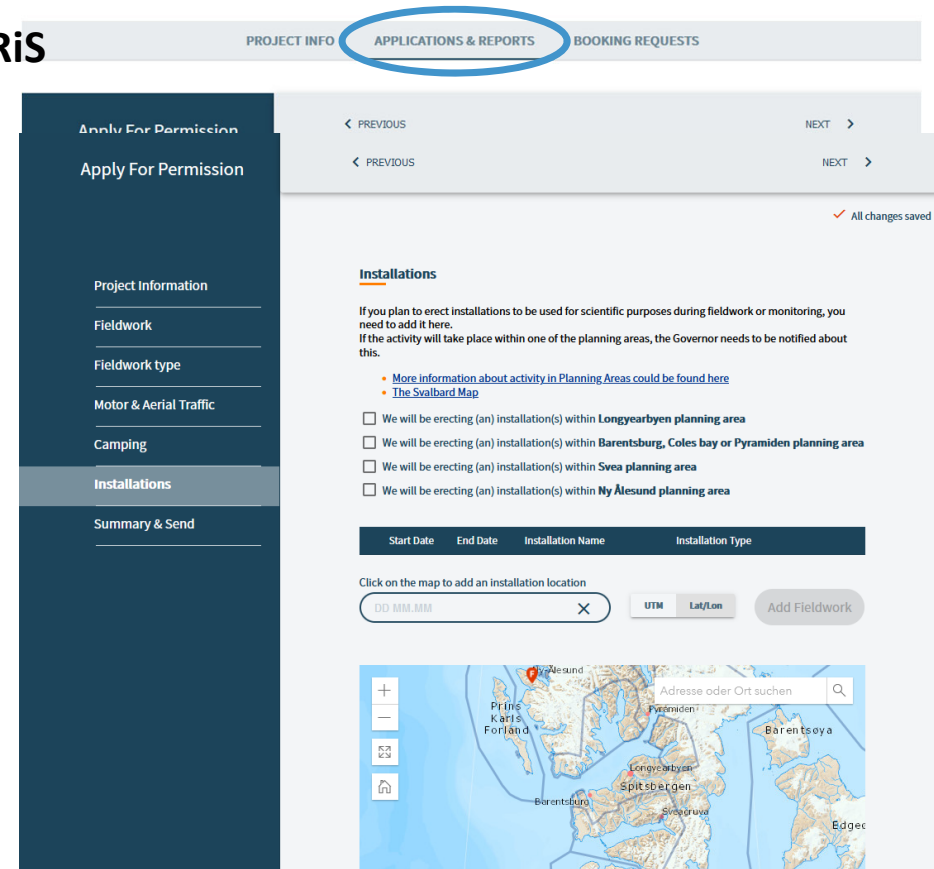 RiS
PROJECT INFO APPLICATIONS & REPORTS BOOKING REQUESTS
Apply For Permission
PREVIOUS NEXT
Apply For Permission
PREVIOUS NEXT
All changes saved
Project Information
Fieldwork
Fieldwork type
Motor & Aerial Traffic
Camping
Installations
Summary & Send
Installations
If you plan to erect installations to be used for scientific purposes during fieldwork or monitoring, you
need to add it here.
If the activity will take place within one of the planning areas, the Governor needs to be notified about
this.
More information about activity in Planning Areas could be found here
The Svalbard Map
We will be erecting (an) installation(s) within Longyearbyen planning area
We will be erecting (an) installation(s) within Barentsburg, Coles bay or Pyramiden planning area
We will be erecting (an) installation(s) within Svea planning area
We will be erecting (an) installation(s) within Ny Ålesund planning area
Start Date End Date Installation Name Installation Type
Click on the map to add an installation location
DD MM.MM UTM Lat/Lon Add Fieldwork
Ny-Ålesund
Adresse oder Ort suchen
Prins
Karls
Forland
Pyramiden
Barentsøya
Longyearbyen
Spitsbergen
Barentsburg
Sveagruva